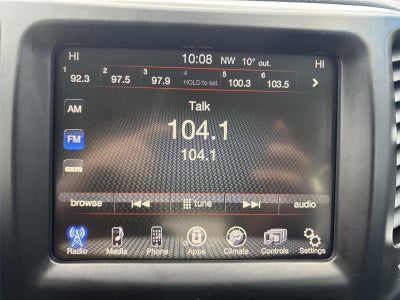 HI 10:08 NW 10° out. HI
1 92.3 2 97.5 3 97.9 4 HOLD to set 5 100.3 6 103.5
AM Talk
104.1
FM
104.1
sxm
browse tune audio
Radio Media Phone Apps Climate Controls Settings